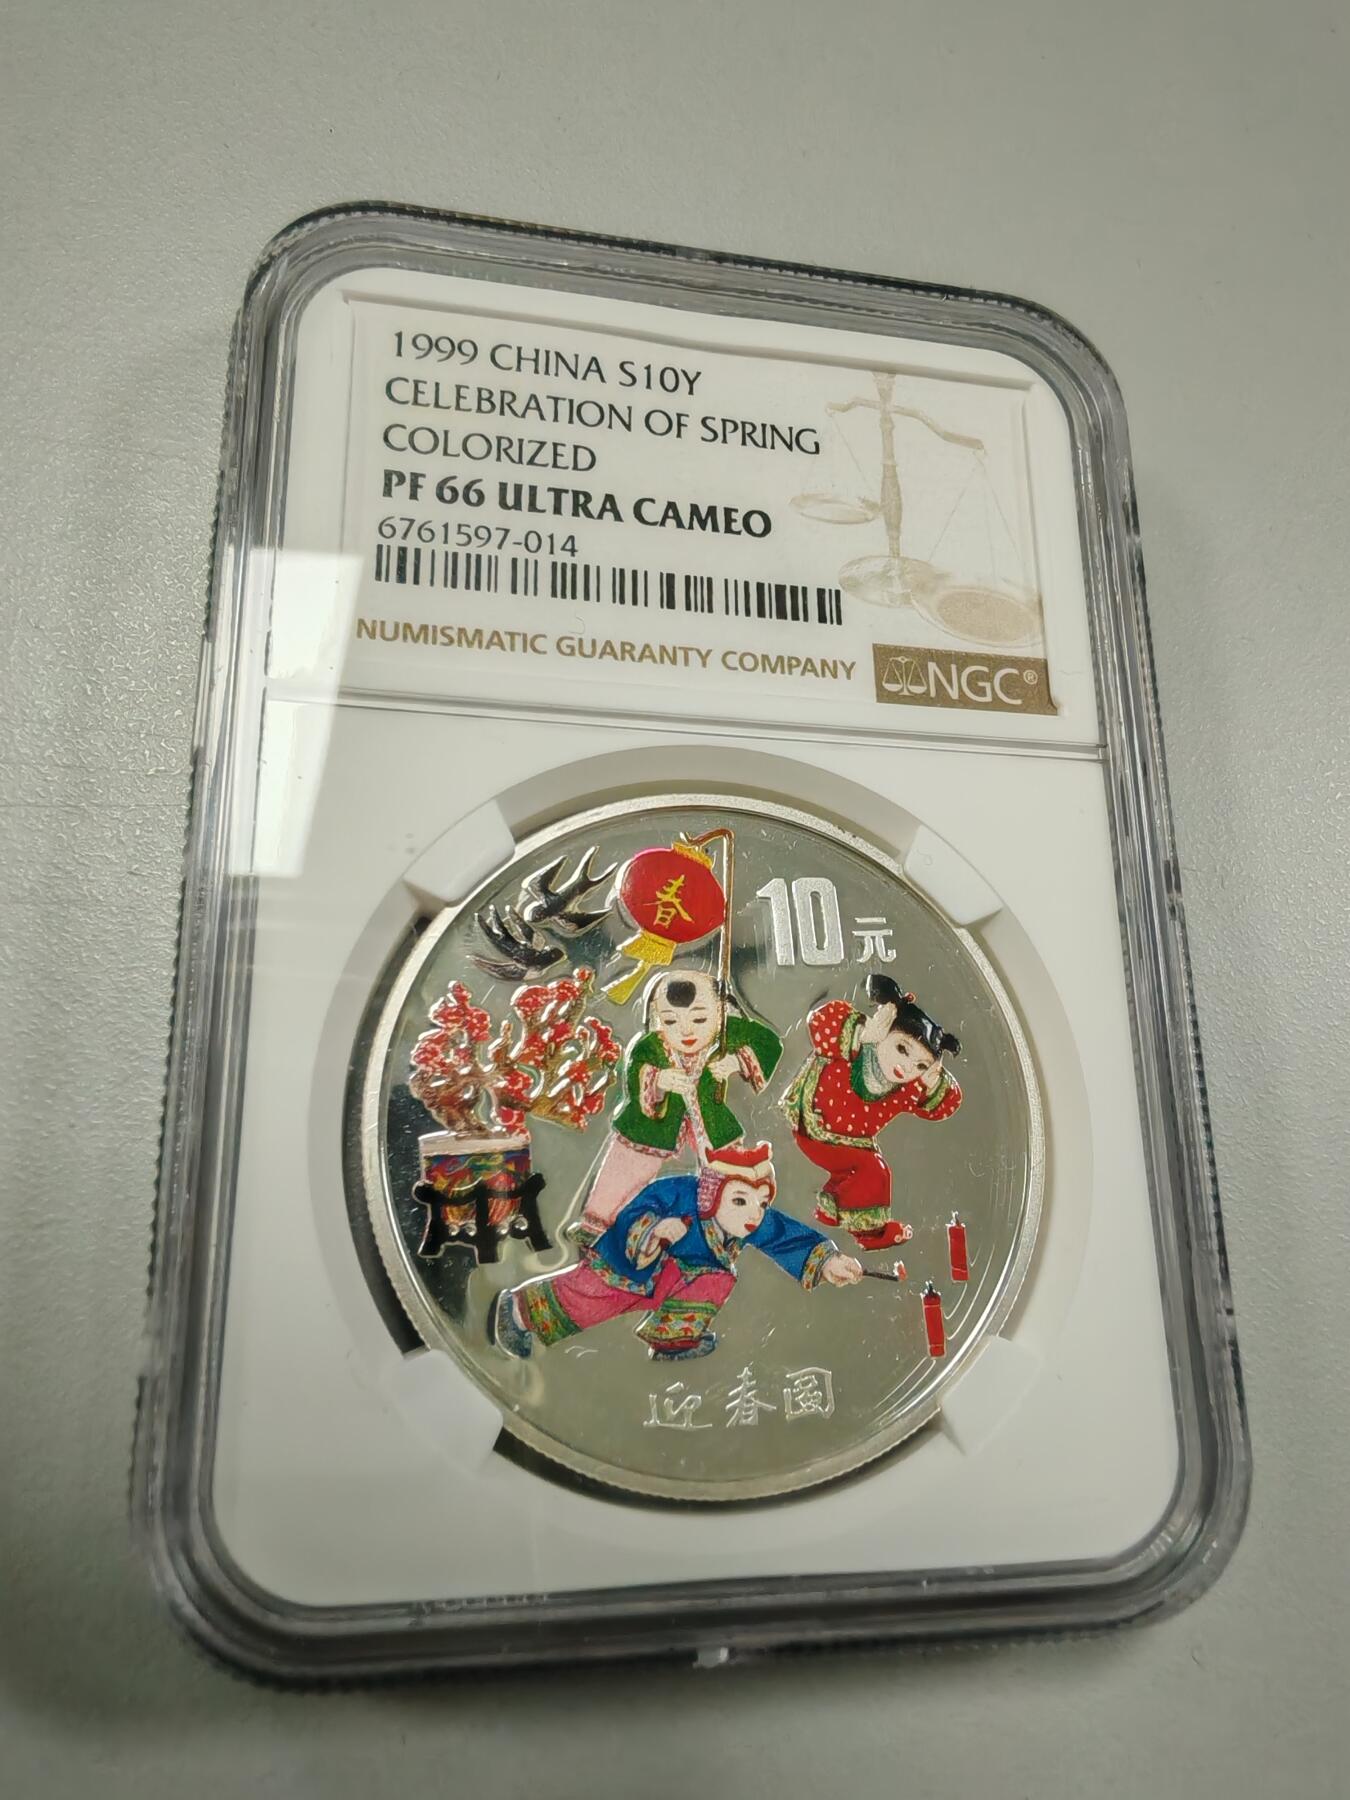 1999 CHINA S10Y
CELEBRATION OF SPRING
COLORIZED
PF 66 ULTRA CAMEO
6761597-014
NUMISMATIC GUARANTY COMPANY
NGC®
春
10元
迎春图